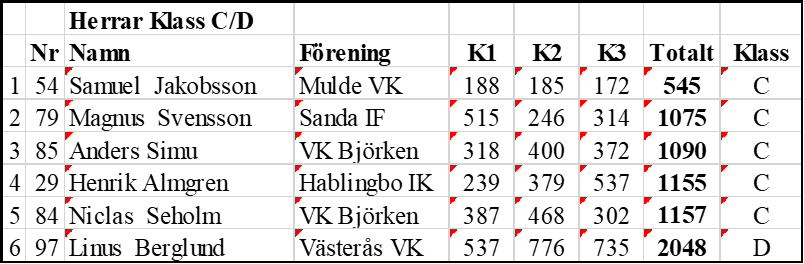 Herrar Klass C/D
Nr Namn Förening K1 K2 K3 Totalt Klass
1 54 Samuel Jakobsson Mulde VK 188 185 172 545 C
2 79 Magnus Svensson Sanda IF 515 246 314 1075 C
3 85 Anders Simu VK Björken 318 400 372 1090 C
4 29 Henrik Almgren Hablingbo IK 239 379 537 1155 C
5 84 Niclas Seholm VK Björken 387 468 302 1157 C
6 97 Linus Berglund Västerås VK 537 776 735 2048 D